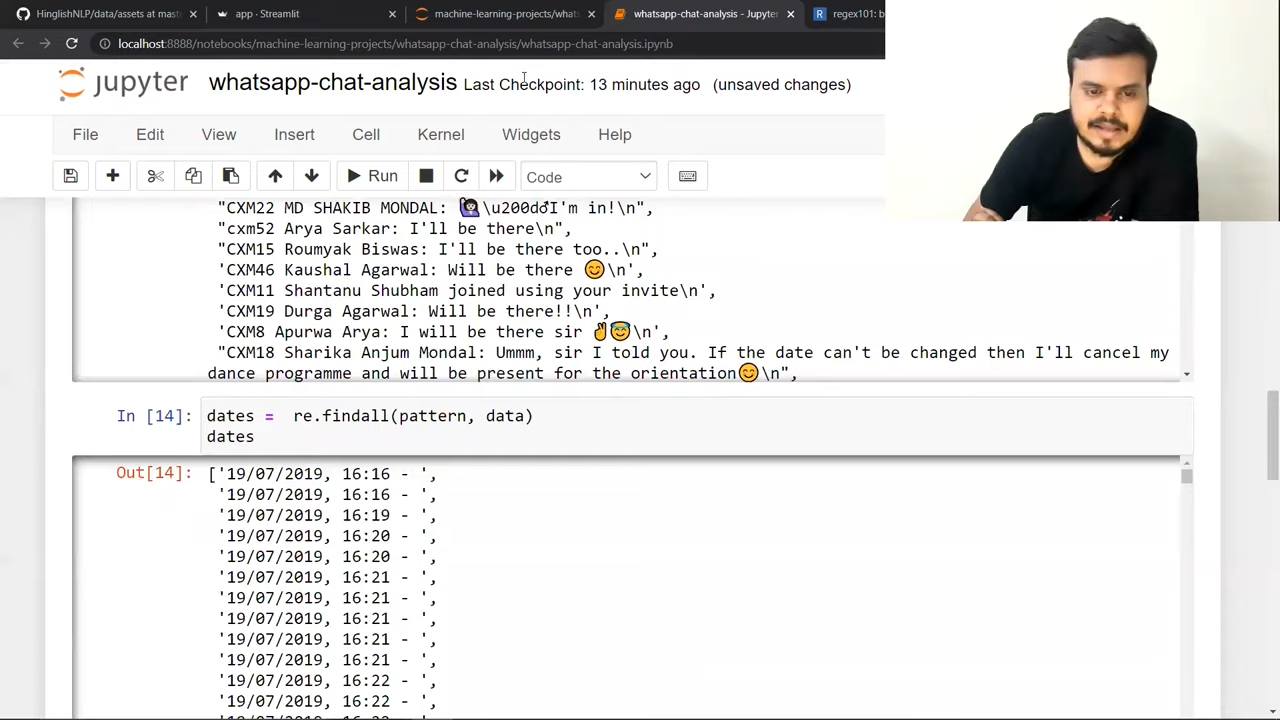 HinglishNLP/data/assets at mast
app · Streamlit
machine-learning-projects/whats
whatsapp-chat-analysis - Jupyter
regex101: b
localhost:8888/notebooks/machine-learning-projects/whatsapp-chat-analysis/whatsapp-chat-analysis.ipynb
jupyter whatsapp-chat-analysis Last Checkpoint: 13 minutes ago (unsaved changes)
File Edit View Insert Cell Kernel Widgets Help
Run Code
"CXM22 MD SHAKIB MONDAL: 🙋🏻\u200d♂I'm in!\n",
"cxm52 Arya Sarkar: I'll be there\n",
"CXM15 Roumyak Biswas: I'll be there too..\n",
'CXM46 Kaushal Agarwal: Will be there 😊\n',
'CXM11 Shantanu Shubham joined using your invite\n',
'CXM19 Durga Agarwal: Will be there!!\n',
'CXM8 Apurwa Arya: I will be there sir ✌😇\n',
"CXM18 Sharika Anjum Mondal: Ummm, sir I told you. If the date can't be changed then I'll cancel my
dance programme and will be present for the orientation😊\n",
In [14]: dates =  re.findall(pattern, data)
dates
Out[14]: ['19/07/2019, 16:16 - ',
'19/07/2019, 16:16 - ',
'19/07/2019, 16:19 - ',
'19/07/2019, 16:20 - ',
'19/07/2019, 16:20 - ',
'19/07/2019, 16:21 - ',
'19/07/2019, 16:21 - ',
'19/07/2019, 16:21 - ',
'19/07/2019, 16:21 - ',
'19/07/2019, 16:21 - ',
'19/07/2019, 16:22 - ',
'19/07/2019, 16:22 - ',